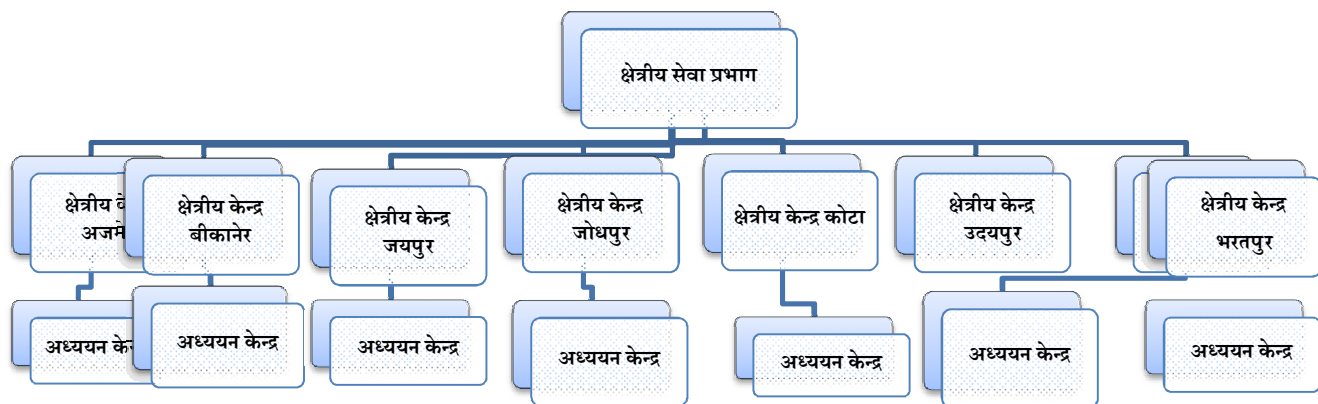 क्षेत्रीय सेवा प्रभाग
क्षेत्रीय
अजमे
क्षेत्रीय केन्द्र
बीकानेर
क्षेत्रीय केन्द्र
जयपुर
क्षेत्रीय केन्द्र
जोधपुर
क्षेत्रीय केन्द्र कोटा
क्षेत्रीय केन्द्र
उदयपुर
क्षेत्रीय केन्द्र
भरतपुर
अध्ययन
अध्ययन केन्द्र
अध्ययन केन्द्र
अध्ययन केन्द्र
अध्ययन केन्द्र
अध्ययन केन्द्र
अध्ययन केन्द्र